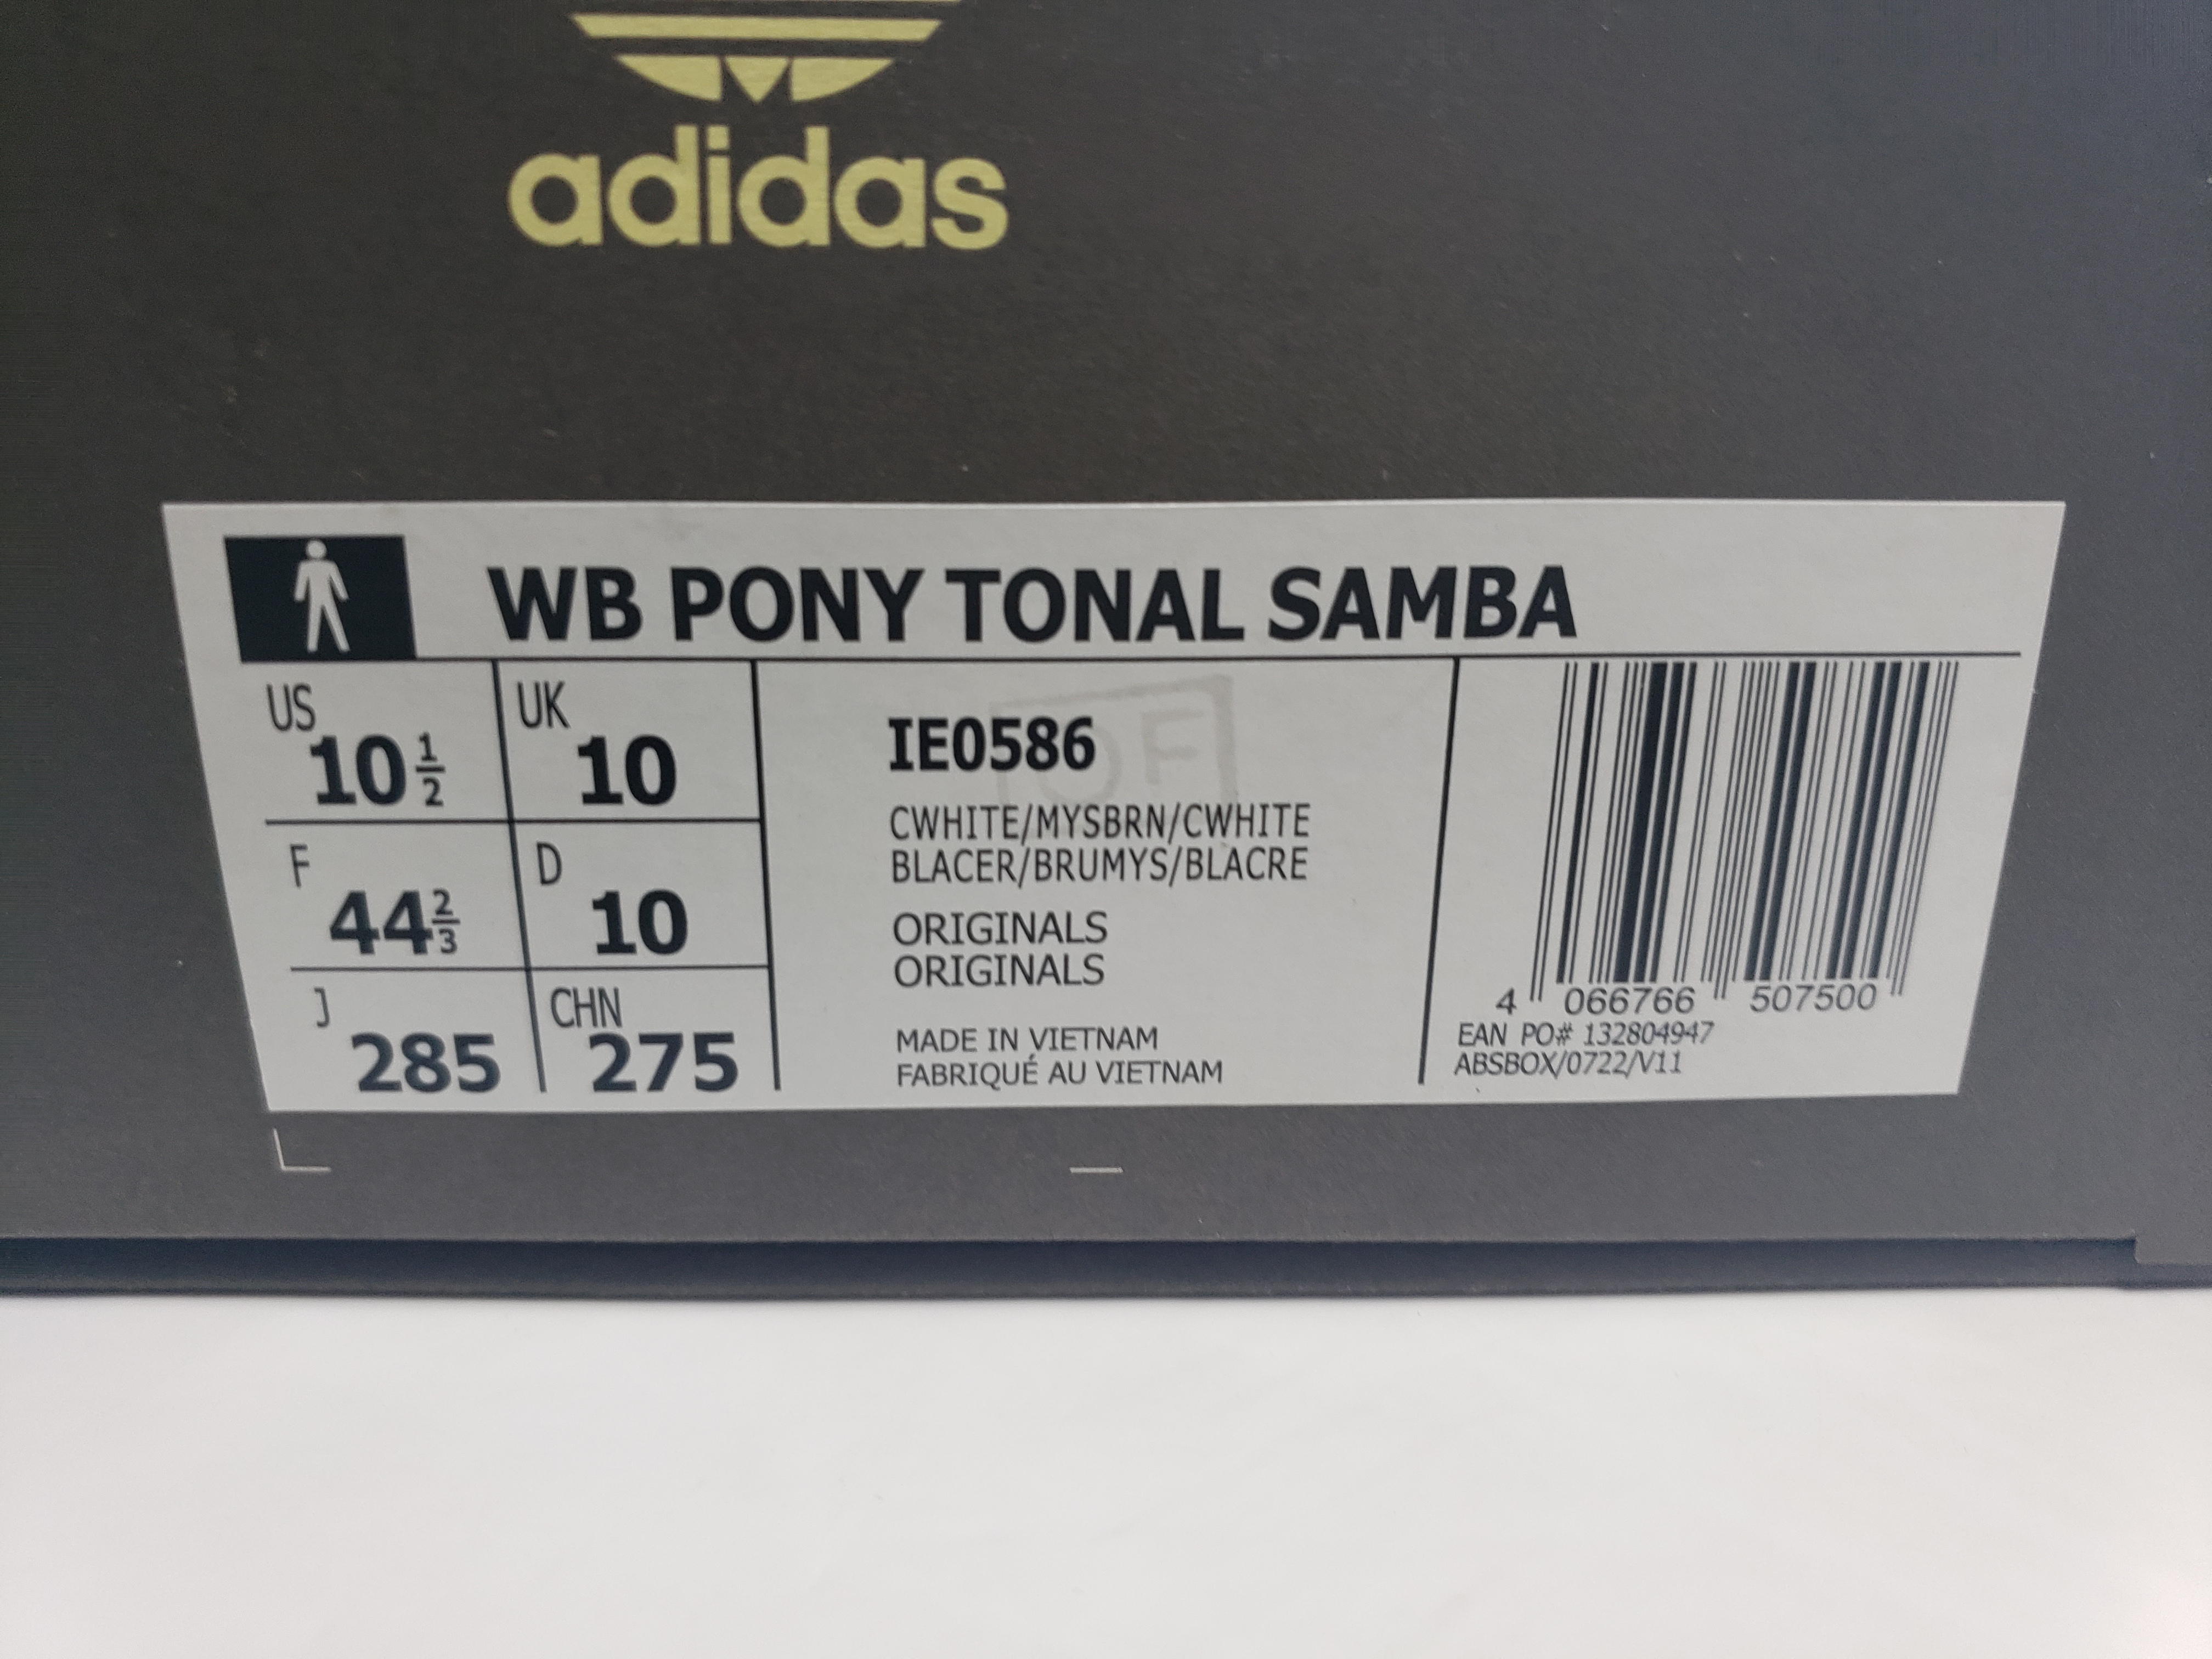 adidas
WB PONY TONAL SAMBA
US 10 1/2
UK 10
F 44 2/3
D 10
J 285
CHN 275
IE0586
CWHITE/MYSBRN/CWHITE
BLACER/BRUMYS/BLACRE
ORIGINALS
ORIGINALS
MADE IN VIETNAM
FABRIQUÉ AU VIETNAM
4 066766 507500
EAN PO# 132804947
ABSBOX/0722/V11